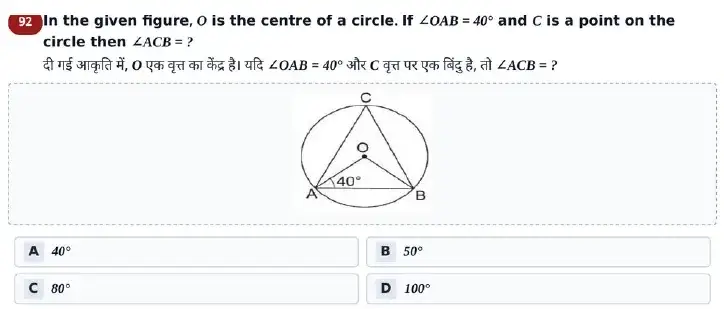 92 In the given figure, O is the centre of a circle. If ∠OAB = 40° and C is a point on the
circle then ∠ACB = ?
दी गई आकृति में, O एक वृत्त का केंद्र है। यदि ∠OAB = 40° और C वृत्त पर एक बिंदु है, तो ∠ACB = ?
C
O
40°
A
B
A 40°
B 50°
C 80°
D 100°